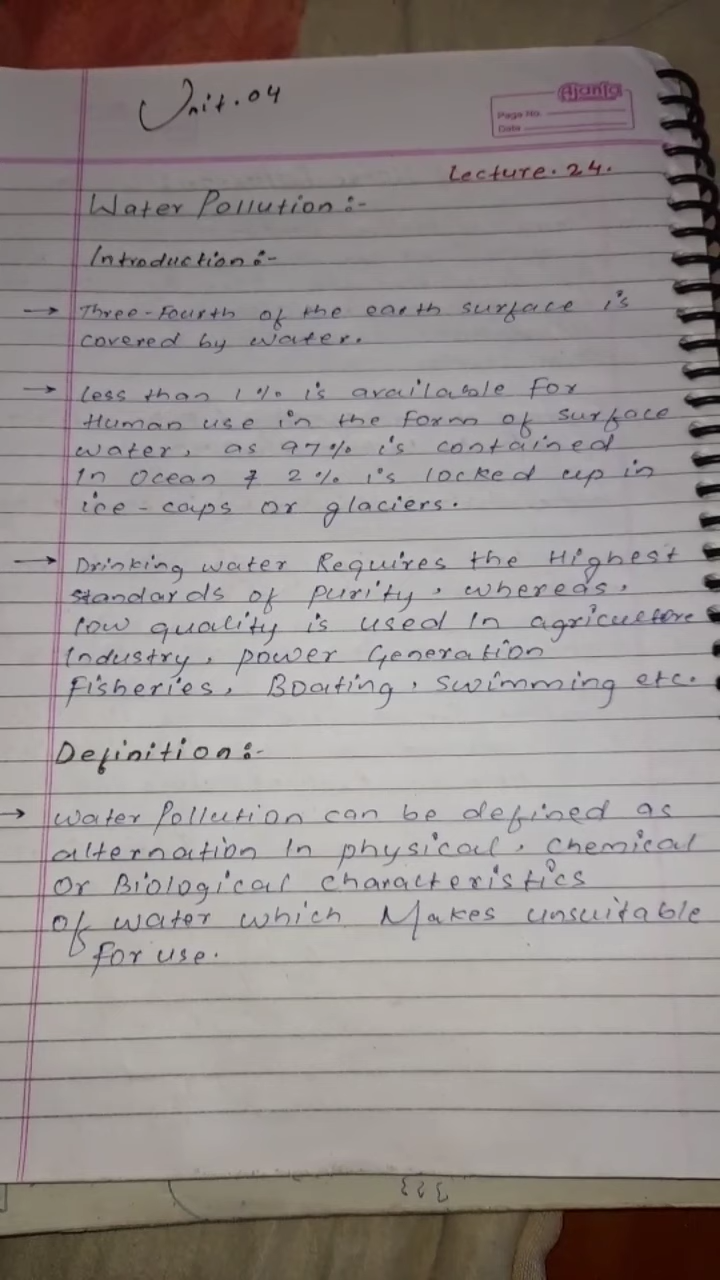 Unit. 04
Ajanta
Page No.
Date
Lecture. 24.
Water Pollution :-
Introduction :-
→ Three-Fourth of the earth surface is
covered by water.
→ Less than 1% is available for
Human use in the form of surface
water, as 97% is contained
In Ocean & 2% is locked up in
ice-caps or glaciers.
→ Drinking water Requires the Highest
standards of Purity, whereas,
low quality is used In agricuelture
Industry, power Generation
Fisheries, Boating, swimming etc.
Definition :-
→ Water Pollution can be defined as
alternation In physical, chemical
Or Biological characteristics
of water which Makes unsuitable
for use.
323